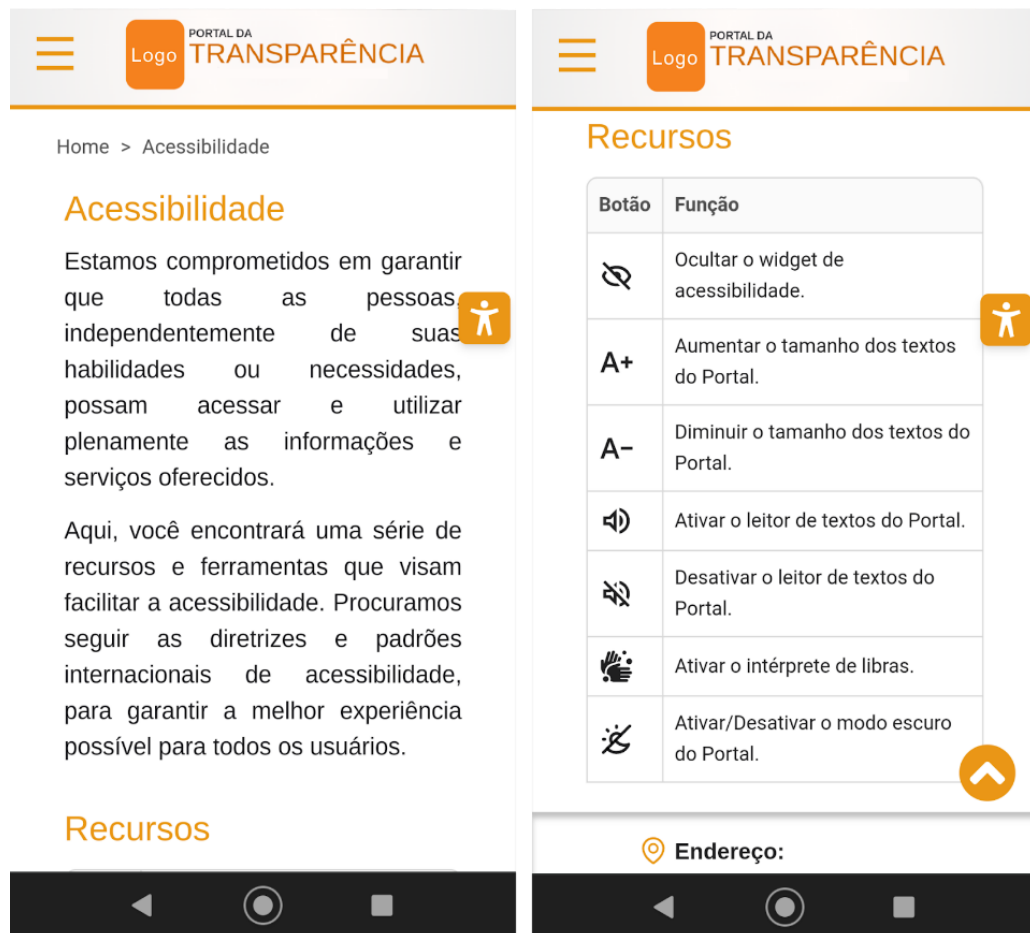 Logo
PORTAL DA
TRANSPARÊNCIA
Home > Acessibilidade
Acessibilidade
Estamos comprometidos em garantir
que todas as pessoas,
independentemente de suas
habilidades ou necessidades,
possam acessar e utilizar
plenamente as informações e
serviços oferecidos.
Aqui, você encontrará uma série de
recursos e ferramentas que visam
facilitar a acessibilidade. Procuramos
seguir as diretrizes e padrões
internacionais de acessibilidade,
para garantir a melhor experiência
possível para todos os usuários.
Recursos
Logo
PORTAL DA
TRANSPARÊNCIA
Recursos
Botão Função
Ocultar o widget de
acessibilidade.
A+ Aumentar o tamanho dos textos
do Portal.
A- Diminuir o tamanho dos textos do
Portal.
Ativar o leitor de textos do Portal.
Desativar o leitor de textos do
Portal.
Ativar o intérprete de libras.
Ativar/Desativar o modo escuro
do Portal.
Endereço: